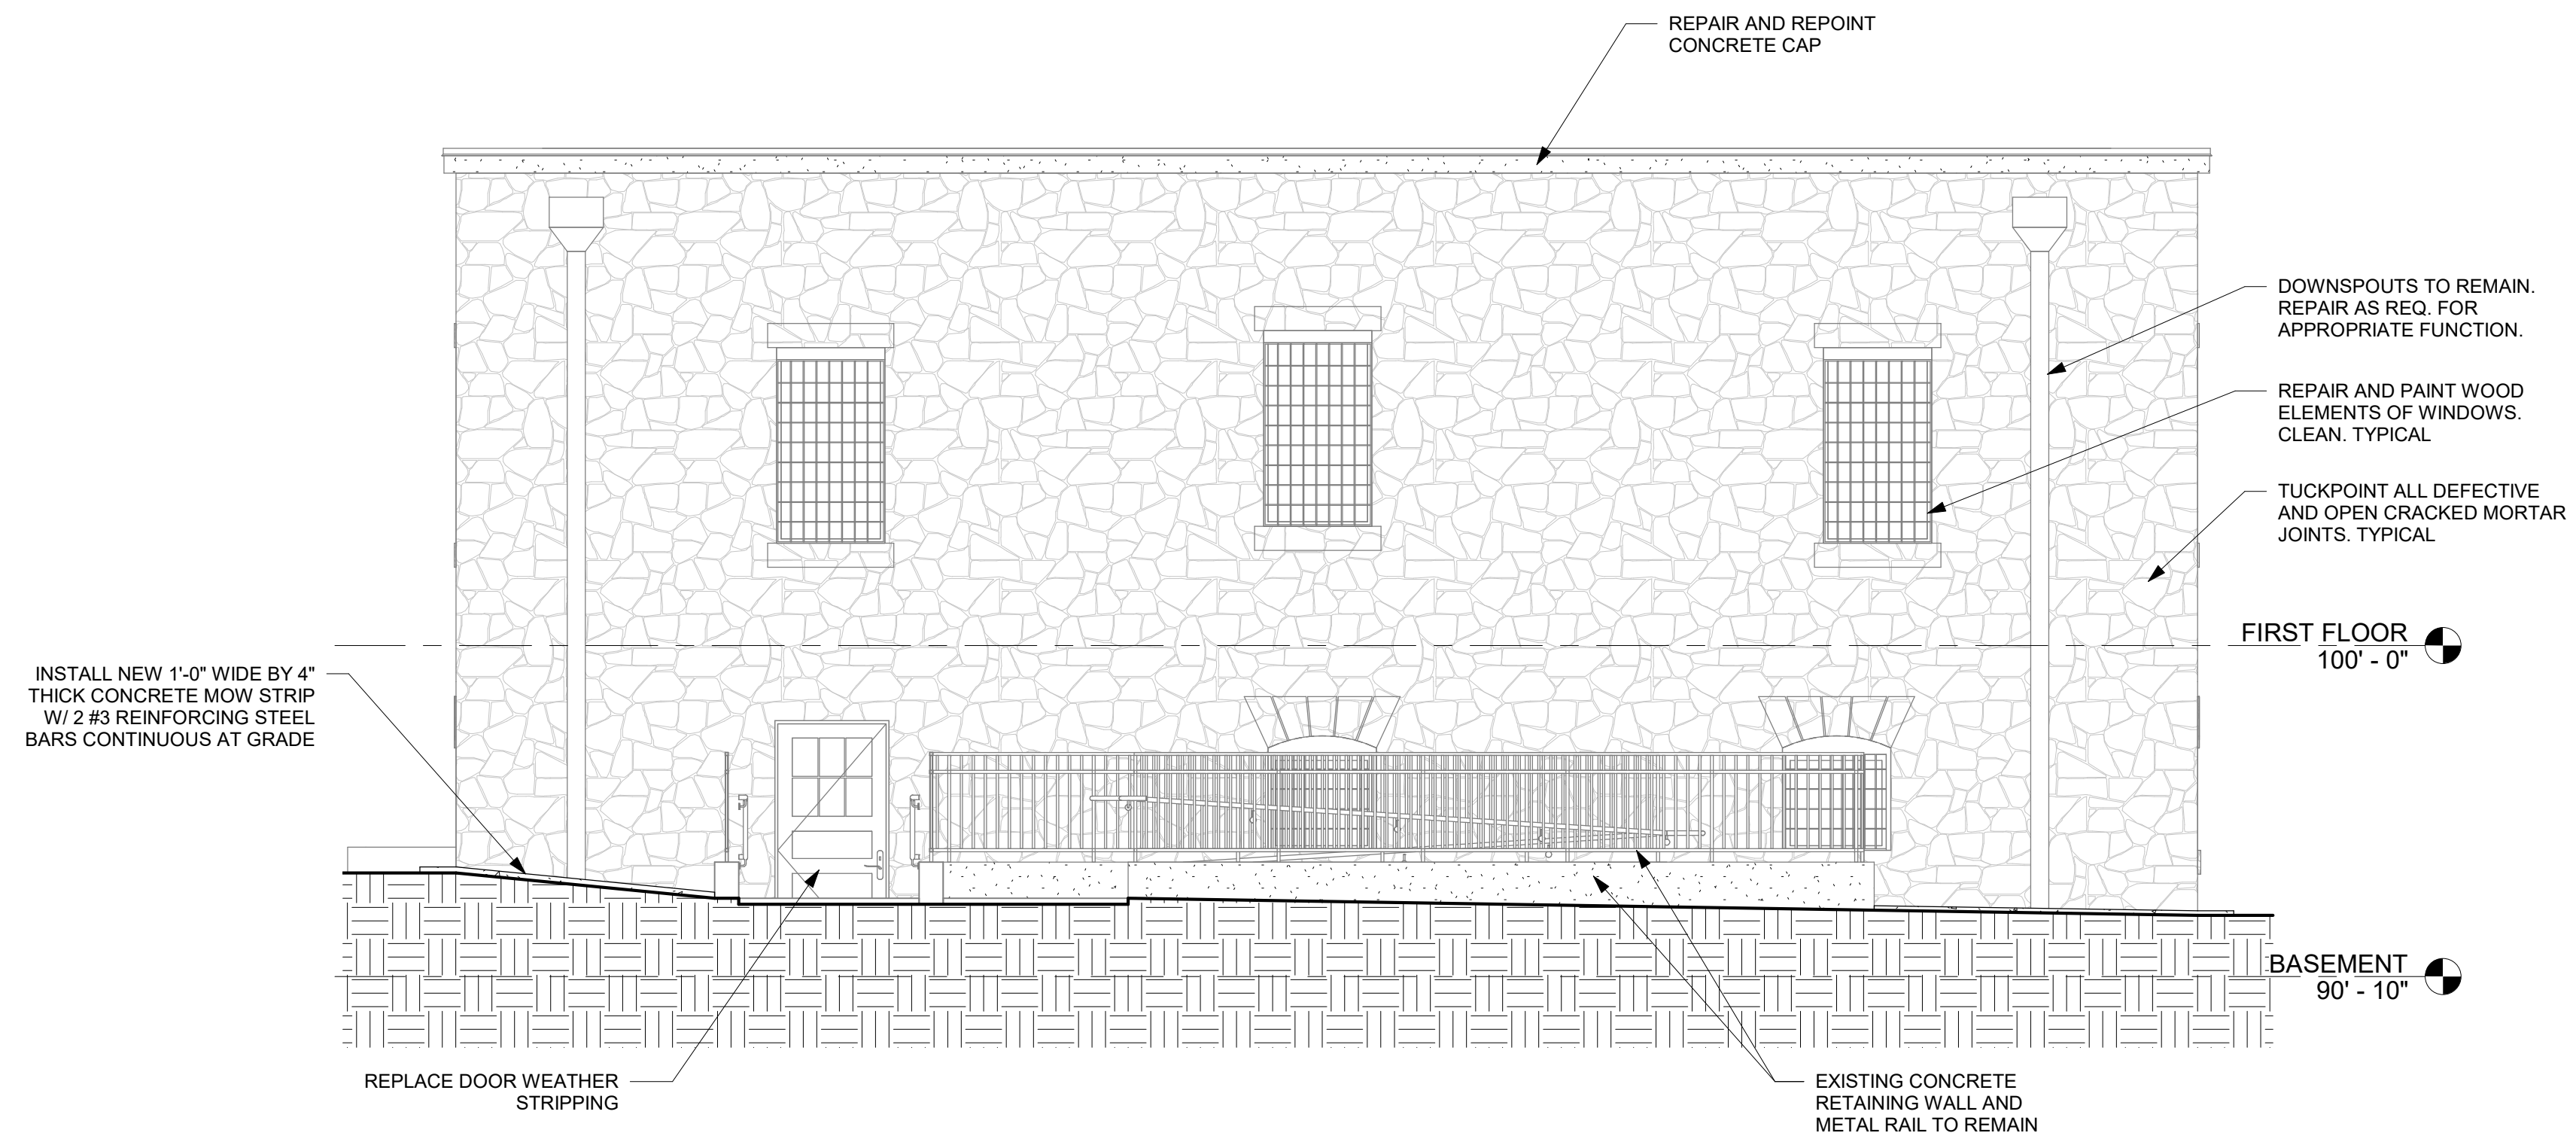 REPAIR AND REPOINT
CONCRETE CAP
DOWNSPOUTS TO REMAIN.
REPAIR AS REQ. FOR
APPROPRIATE FUNCTION.
REPAIR AND PAINT WOOD
ELEMENTS OF WINDOWS.
CLEAN. TYPICAL
TUCKPOINT ALL DEFECTIVE
AND OPEN CRACKED MORTAR
JOINTS. TYPICAL
FIRST FLOOR
100' - 0"
INSTALL NEW 1'-0" WIDE BY 4"
THICK CONCRETE MOW STRIP
W/ 2 #3 REINFORCING STEEL
BARS CONTINUOUS AT GRADE
BASEMENT
90' - 10"
REPLACE DOOR WEATHER
STRIPPING
EXISTING CONCRETE
RETAINING WALL AND
METAL RAIL TO REMAIN